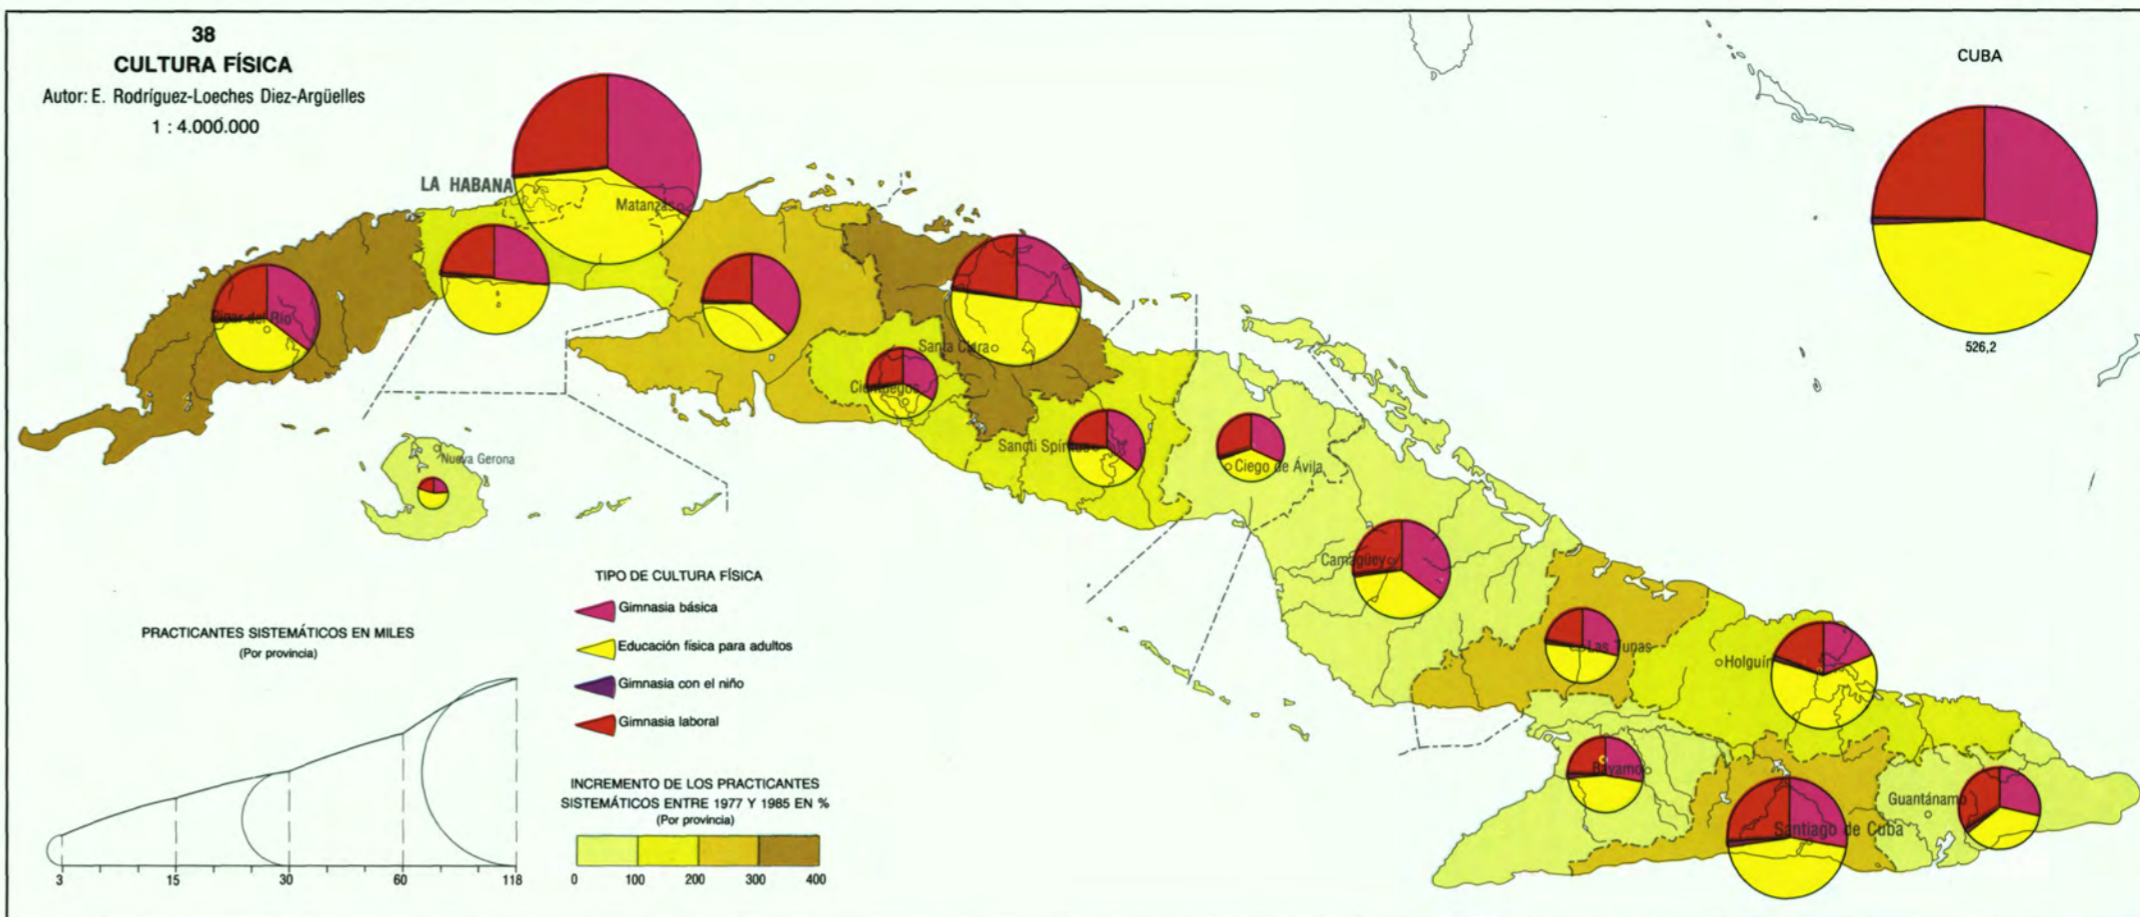 38
CULTURA FÍSICA
Autor: E. Rodríguez-Loeches Diez-Argüelles
1 : 4.000.000
CUBA
526,2
LA HABANA
Matanzas
Pinar del Río
Santa Clara
Cienfuegos
Nueva Gerona
Sancti Spíritus
Ciego de Ávila
Camagüey
Las Tunas
Holguín
Bayamo
Guantánamo
Santiago de Cuba
TIPO DE CULTURA FÍSICA
Gimnasia básica
Educación física para adultos
Gimnasia con el niño
Gimnasia laboral
PRACTICANTES SISTEMÁTICOS EN MILES
(Por provincia)
3 15 30 60 118
INCREMENTO DE LOS PRACTICANTES
SISTEMÁTICOS ENTRE 1977 Y 1985 EN %
(Por provincia)
0 100 200 300 400